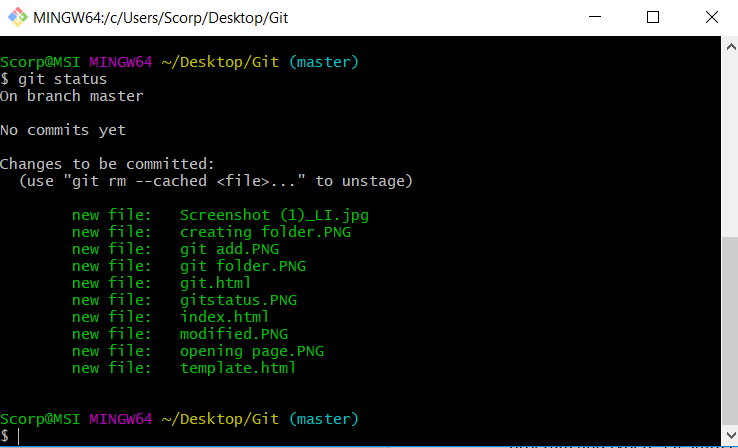 MINGW64:/c/Users/Scorp/Desktop/Git
Scorp@MSI MINGW64 ~/Desktop/Git (master)
$ git status
On branch master
No commits yet
Changes to be committed:
(use "git rm --cached <file>..." to unstage)
new file: Screenshot (1)_LI.jpg
new file: creating folder.PNG
new file: git add.PNG
new file: git folder.PNG
new file: git.html
new file: gitstatus.PNG
new file: index.html
new file: modified.PNG
new file: opening page.PNG
new file: template.html
Scorp@MSI MINGW64 ~/Desktop/Git (master)
$